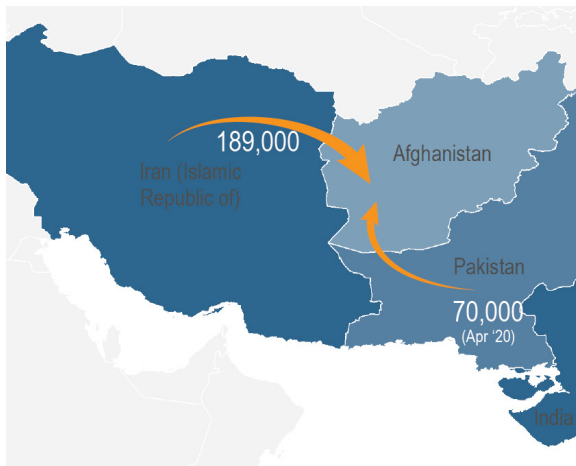 189,000
Iran (Islamic
Republic of)
Afghanistan
Pakistan
70,000
(Apr ‘20)
India